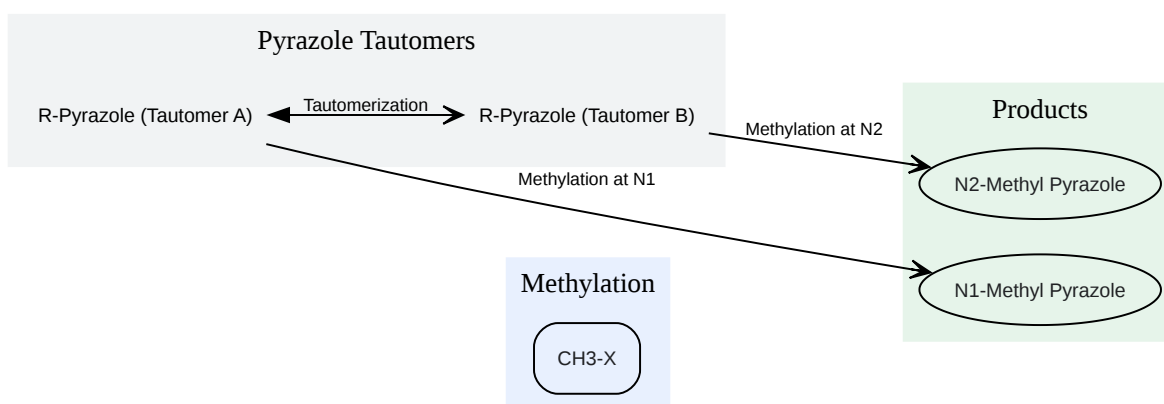 Pyrazole Tautomers
R-Pyrazole (Tautomer A)
Tautomerization
R-Pyrazole (Tautomer B)
Methylation at N2
Methylation at N1
Products
N2-Methyl Pyrazole
N1-Methyl Pyrazole
Methylation
CH3-X